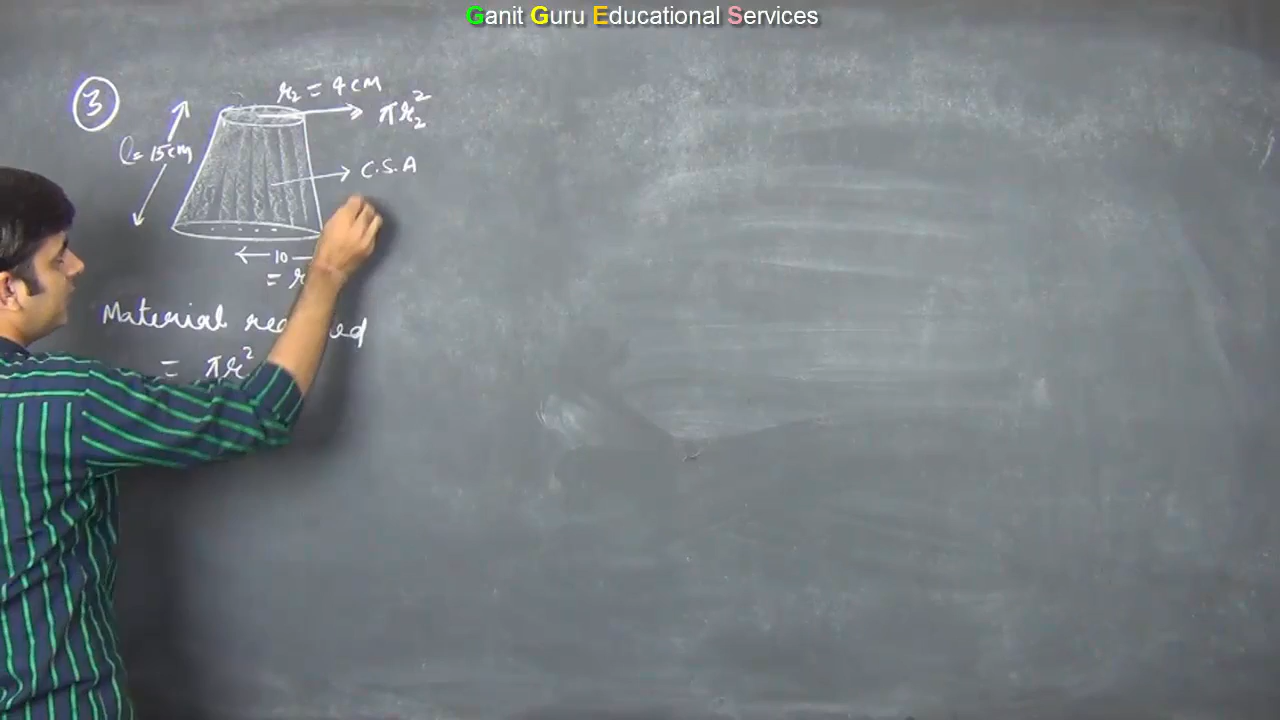 Ganit Guru Educational Services
3
r₂ = 4 cm
πr₂²
l = 15 cm
C.S.A
10
= r
Material
= πr²